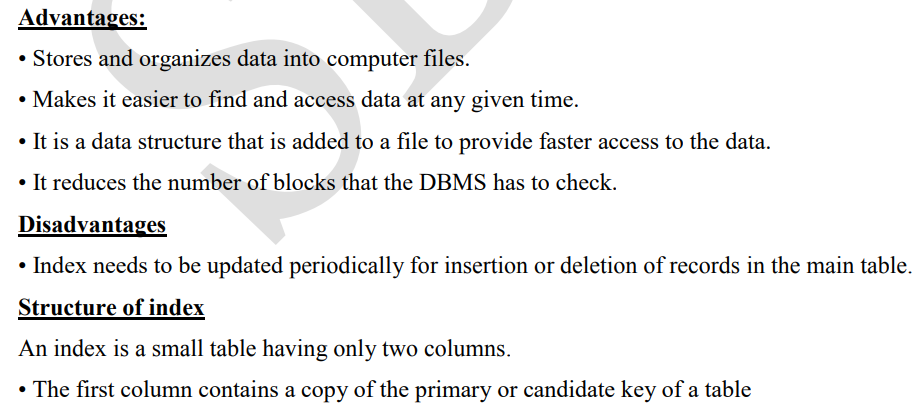 Advantages:
• Stores and organizes data into computer files.
• Makes it easier to find and access data at any given time.
• It is a data structure that is added to a file to provide faster access to the data.
• It reduces the number of blocks that the DBMS has to check.
Disadvantages
• Index needs to be updated periodically for insertion or deletion of records in the main table.
Structure of index
An index is a small table having only two columns.
• The first column contains a copy of the primary or candidate key of a table